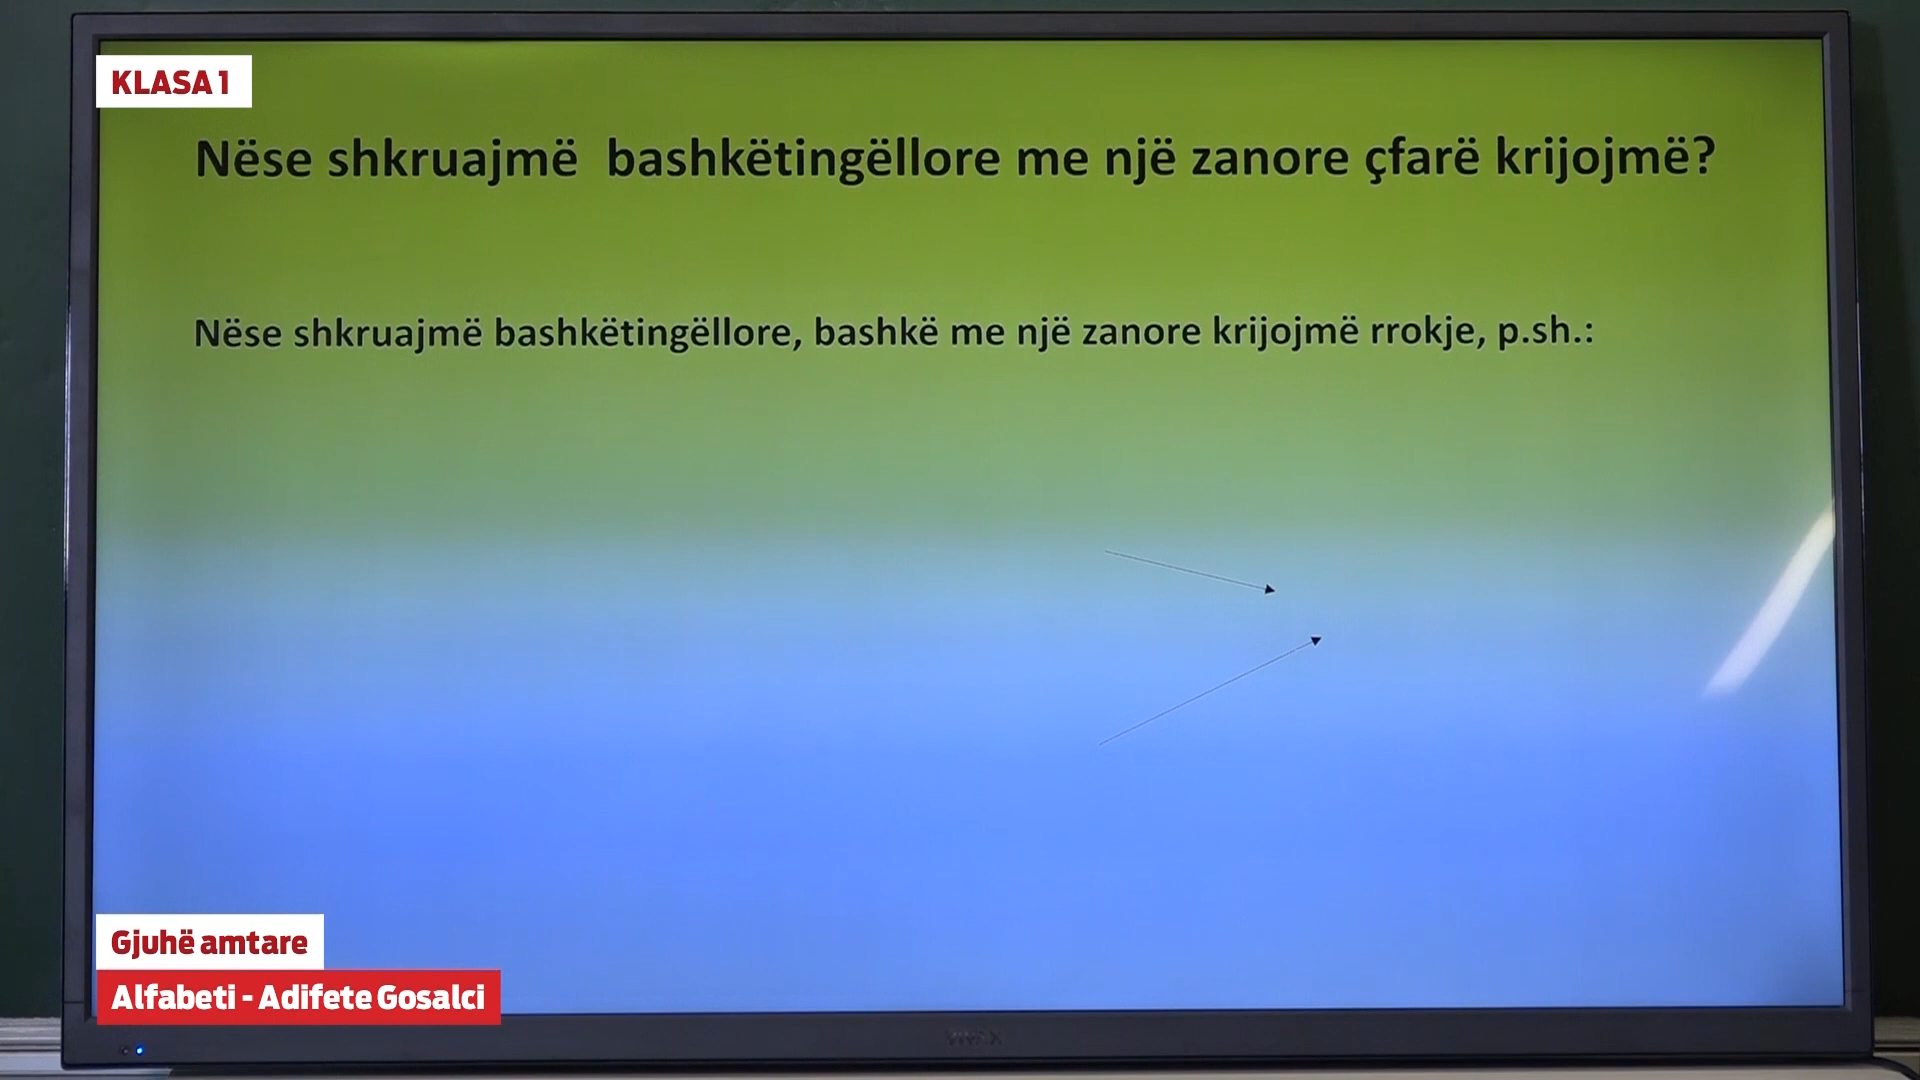 KLASA 1
Nëse shkruajmë bashkëtingëllore me një zanore çfarë krijojmë?
Nëse shkruajmë bashkëtingëllore, bashkë me një zanore krijojmë rrokje, p.sh.:
Gjuhë amtare
Alfabeti - Adifete Gosalci
VIVAX